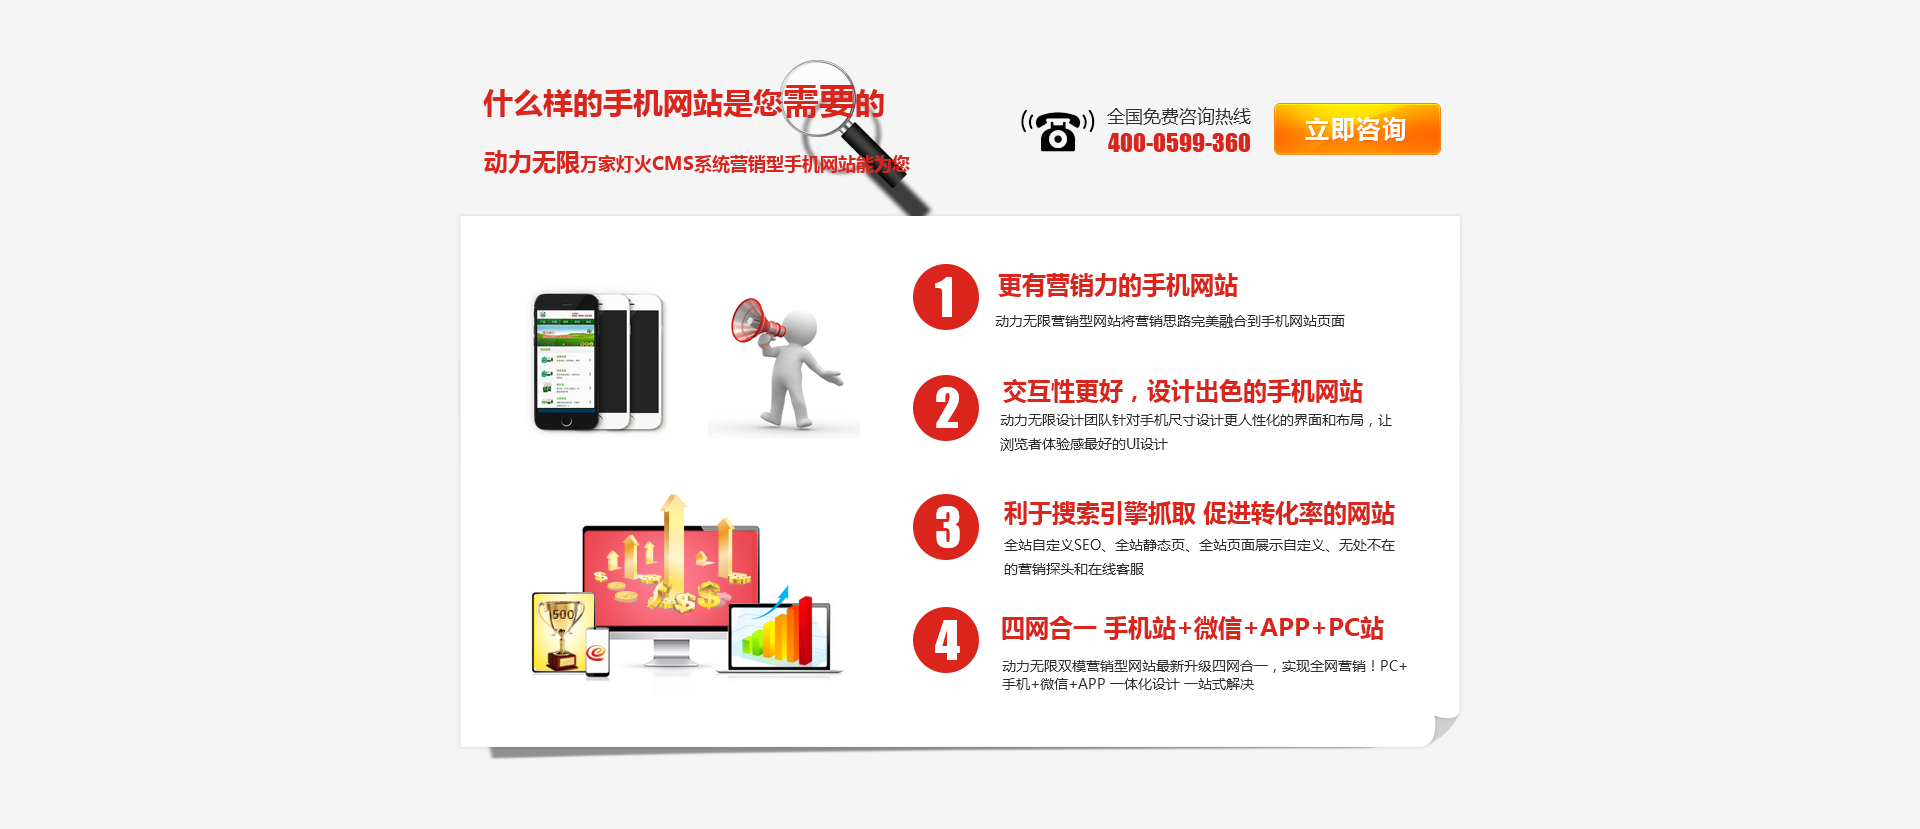 什么样的手机网站是您需要的
动力无限万家灯火CMS系统营销型手机网站能为您
全国免费咨询热线
400-0599-360
立即咨询
1
更有营销力的手机网站
动力无限营销型网站将营销思路完美融合到手机网站页面
2
交互性更好，设计出色的手机网站
动力无限设计团队针对手机尺寸设计更人性化的界面和布局，让
浏览者体验感最好的UI设计
500
3
利于搜索引擎抓取 促进转化率的网站
全站自定义SEO、全站静态页、全站页面展示自定义、无处不在
的营销探头和在线客服
4
四网合一 手机站+微信+APP+PC站
动力无限双模营销型网站最新升级四网合一，实现全网营销！PC+
手机+微信+APP 一体化设计 一站式解决